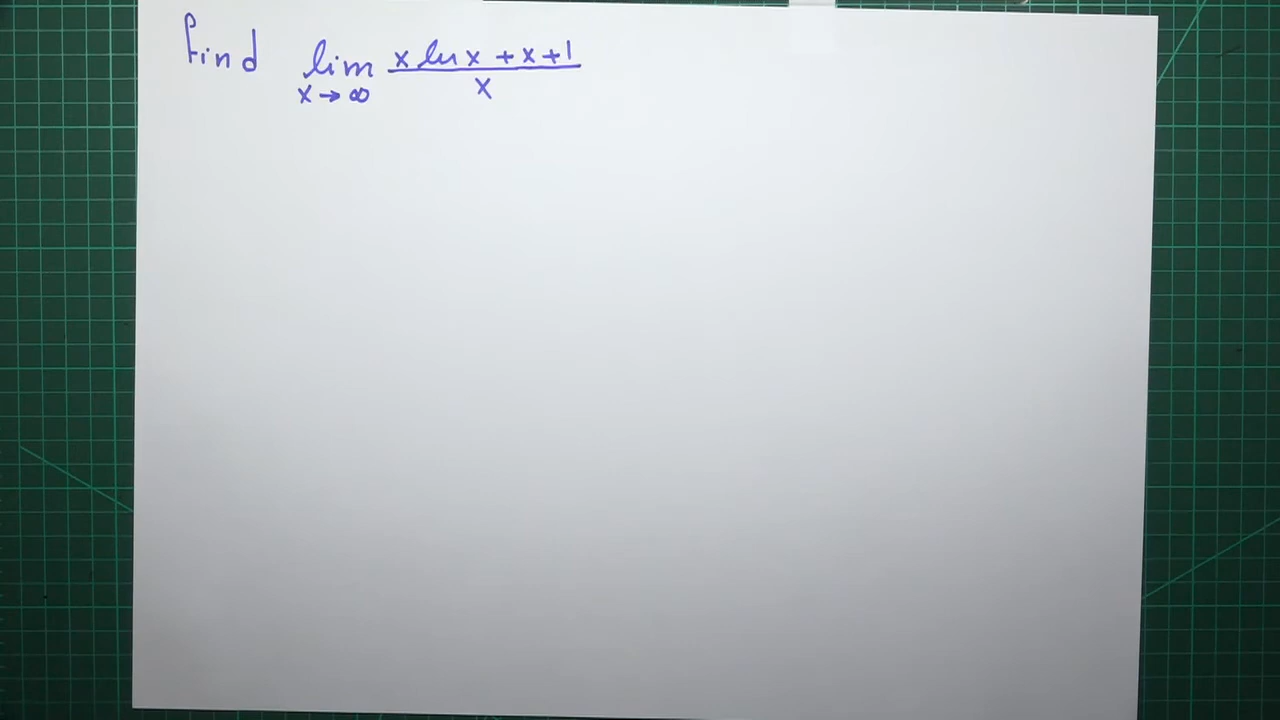 find lim x→∞ (x ln x + x + 1)/x